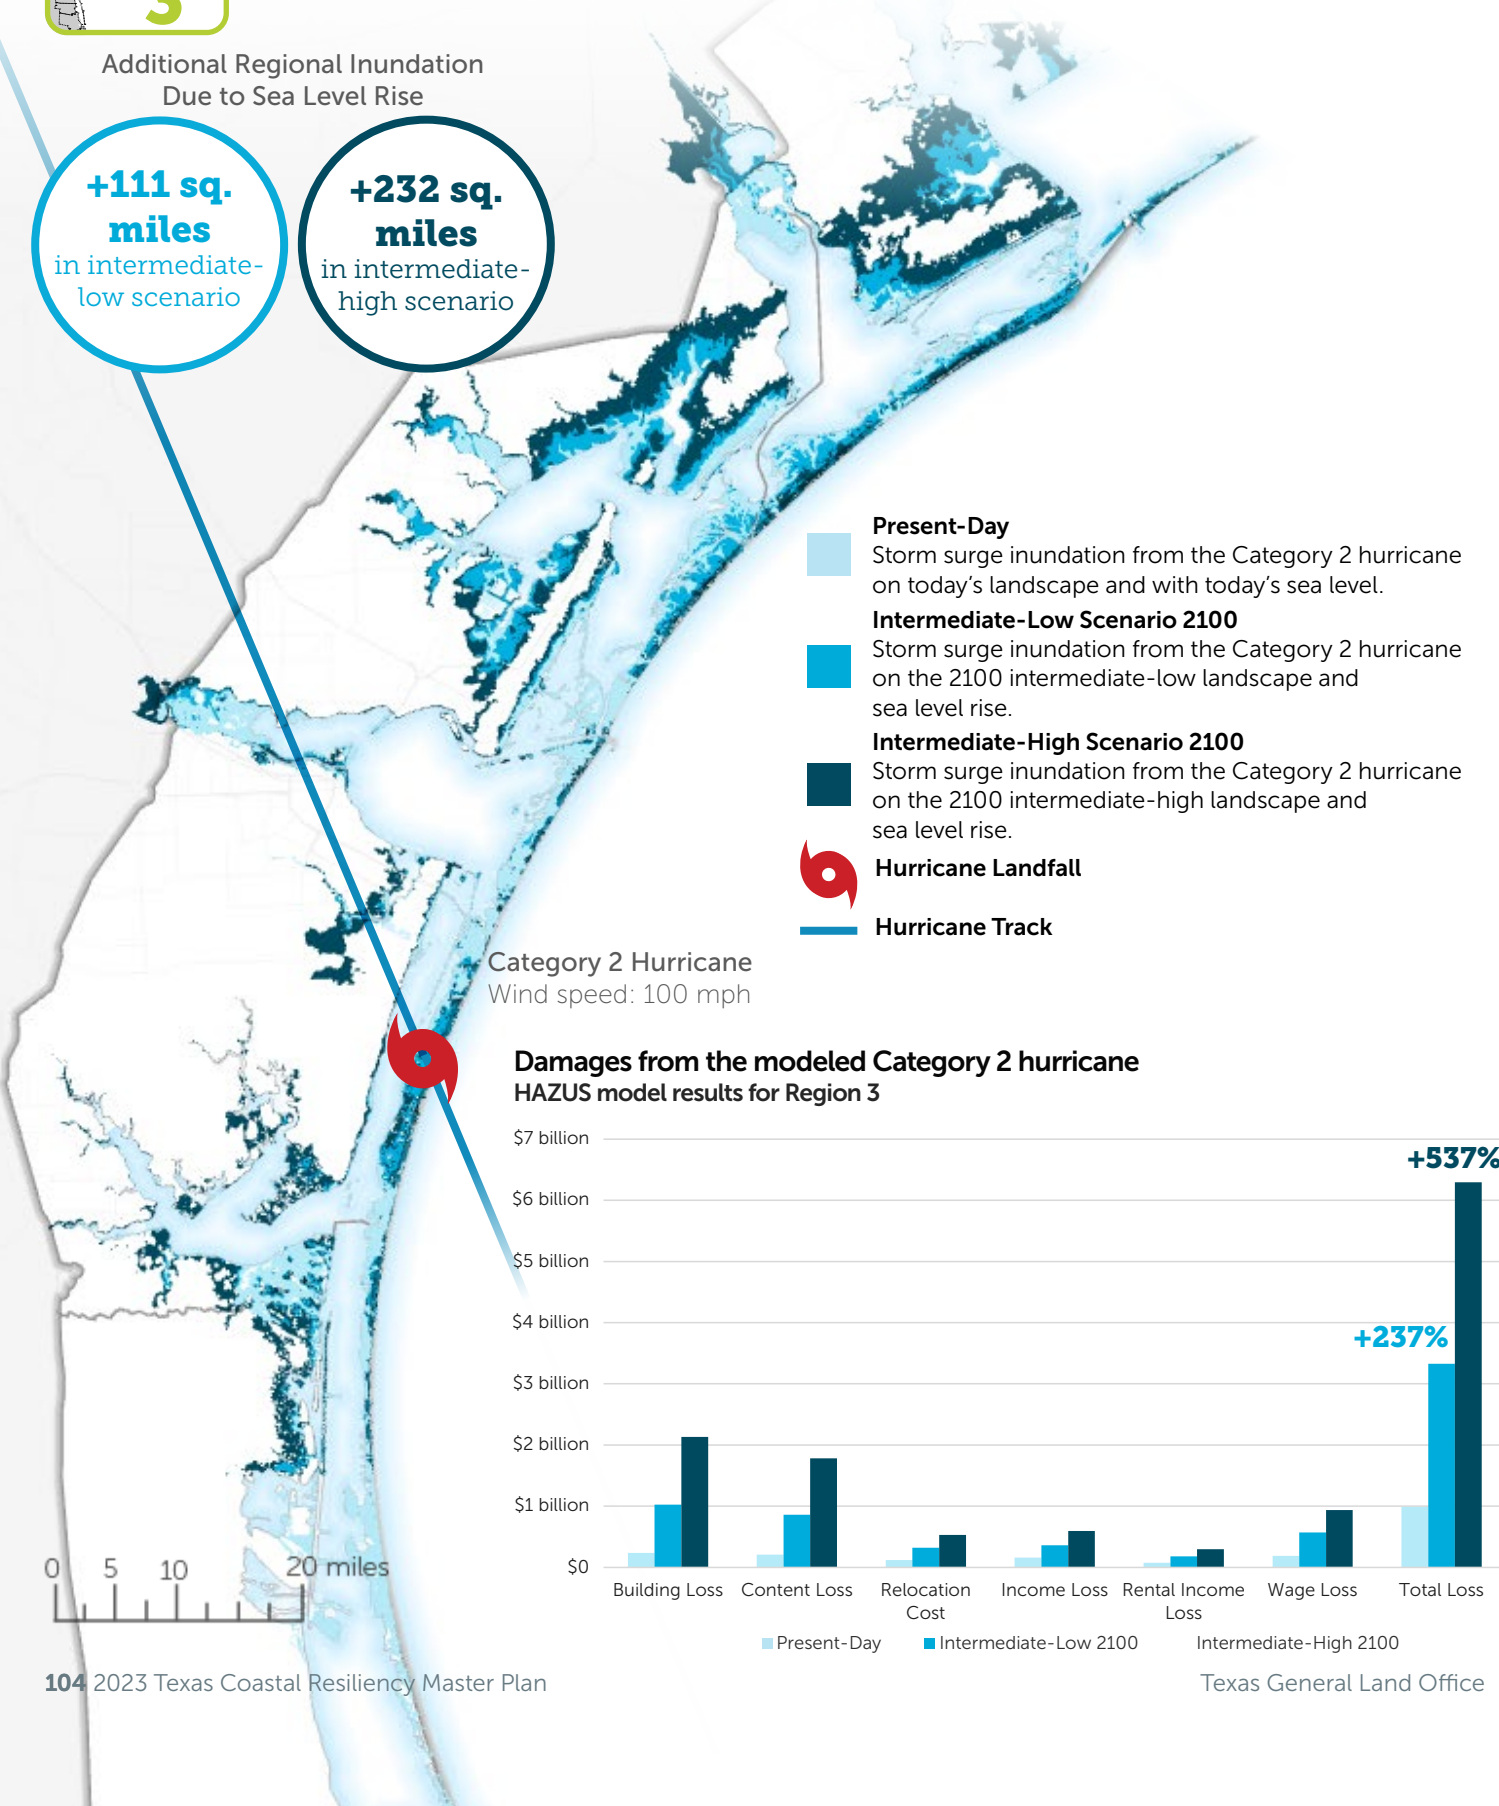 3
Additional Regional Inundation
Due to Sea Level Rise
+111 sq.
miles
in intermediate-
low scenario
+232 sq.
miles
in intermediate-
high scenario
Present-Day
Storm surge inundation from the Category 2 hurricane
on today's landscape and with today's sea level.
Intermediate-Low Scenario 2100
Storm surge inundation from the Category 2 hurricane
on the 2100 intermediate-low landscape and
sea level rise.
Intermediate-High Scenario 2100
Storm surge inundation from the Category 2 hurricane
on the 2100 intermediate-high landscape and
sea level rise.
Hurricane Landfall
Hurricane Track
Category 2 Hurricane
Wind speed: 100 mph
Damages from the modeled Category 2 hurricane
HAZUS model results for Region 3
$7 billion
+537%
$6 billion
$5 billion
$4 billion
+237%
$3 billion
$2 billion
$1 billion
$0
Building Loss Content Loss Relocation Cost Income Loss Rental Income Loss Wage Loss Total Loss
Present-Day Intermediate-Low 2100 Intermediate-High 2100
0 5 10 20 miles
104 2023 Texas Coastal Resiliency Master Plan
Texas General Land Office